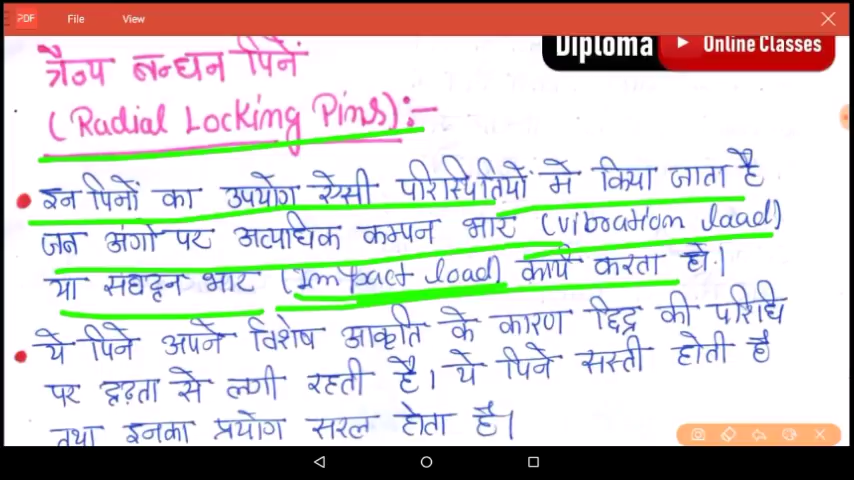 PDF File View
Diploma Online Classes
त्रैज्य बन्धन पिनें
(Radial Locking Pins):-
इन पिनों का उपयोग ऐसी परिस्थितियों मे किया जाता है
जन अंगो पर अत्याधिक कम्पन भार (vibration load)
या संघट्टन भार (Impact load) कार्य करता हो।
ये पिने अपने विशेष आकृति के कारण छिद्र की परिधि
पर दृढ़ता से लगी रहती है। ये पिने सस्ती होती है
तथा इनका प्रयोग सरल होता है।